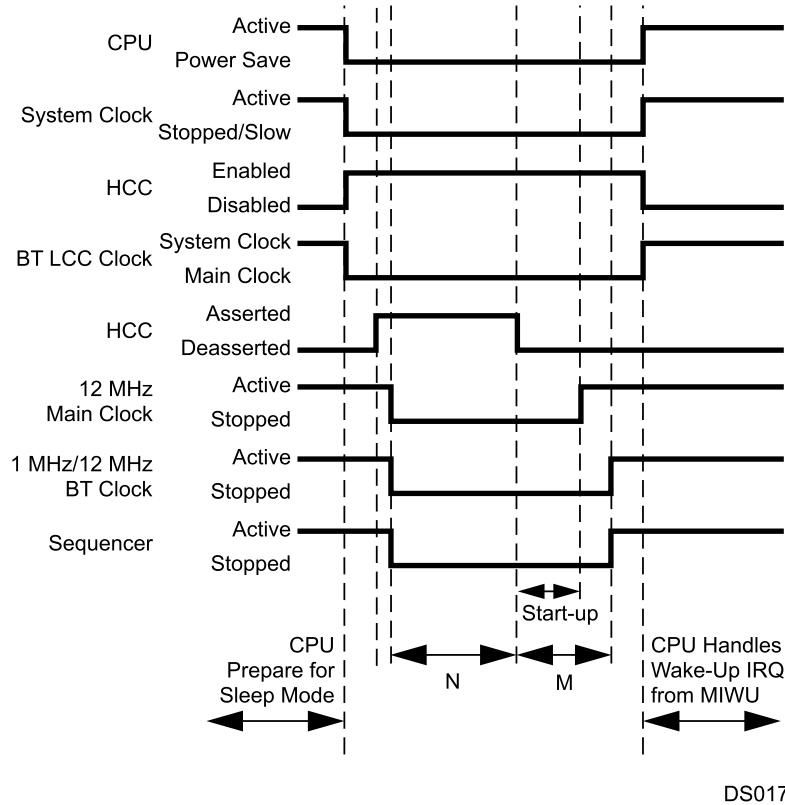 Active
CPU
Power Save
Active
System Clock
Stopped/Slow
Enabled
HCC
Disabled
System Clock
BT LCC Clock
Main Clock
Asserted
HCC
Deasserted
12 MHz
Main Clock
Active
Stopped
1 MHz/12 MHz
BT Clock
Active
Stopped
Active
Sequencer
Stopped
Start-up
CPU
Prepare for
Sleep Mode
N
M
CPU Handles
Wake-Up IRQ
from MIWU
DS017